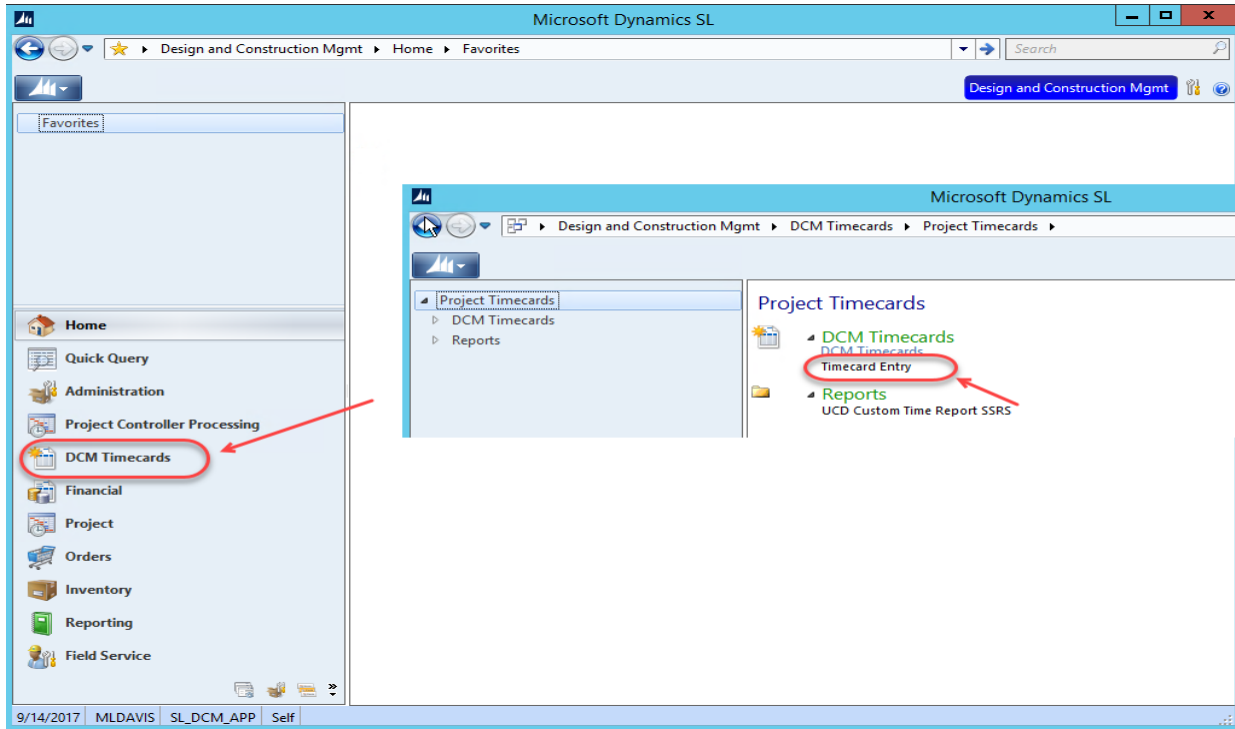 Microsoft Dynamics SL
Design and Construction Mgmt Home Favorites
Search
Design and Construction Mgmt
Favorites
Home
Quick Query
Administration
Project Controller Processing
DCM Timecards
Financial
Project
Orders
Inventory
Reporting
Field Service
9/14/2017 MLDAVIS SL_DCM_APP Self
Microsoft Dynamics SL
Design and Construction Mgmt DCM Timecards Project Timecards
Project Timecards
DCM Timecards
Reports
Project Timecards
DCM Timecards
DCM Timecards
Timecard Entry
Reports
UCD Custom Time Report SSRS